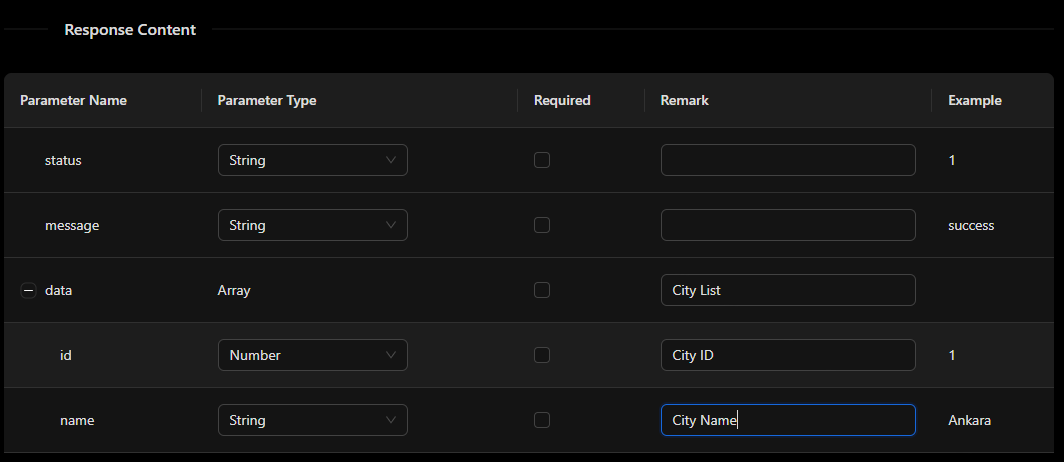 Response Content
Parameter Name Parameter Type Required Remark Example
status String 1
message String success
data Array City List
id Number City ID 1
name String City Name Ankara